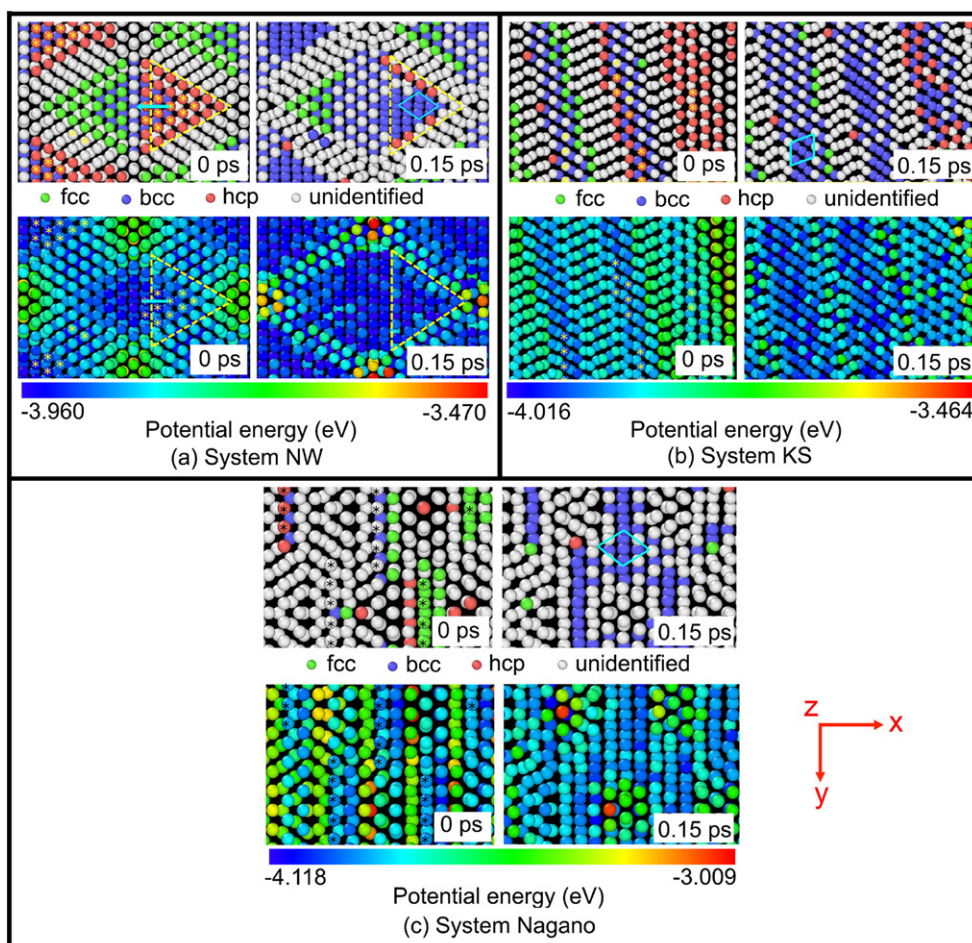 0 ps
0.15 ps
0 ps
0.15 ps
fcc bcc hcp unidentified
fcc bcc hcp unidentified
0 ps
0.15 ps
0 ps
0.15 ps
-3.960 -3.470
-4.016 -3.464
Potential energy (eV)
(a) System NW
Potential energy (eV)
(b) System KS
0 ps
0.15 ps
fcc bcc hcp unidentified
0 ps
0.15 ps
z x
y
-4.118 -3.009
Potential energy (eV)
(c) System Nagano